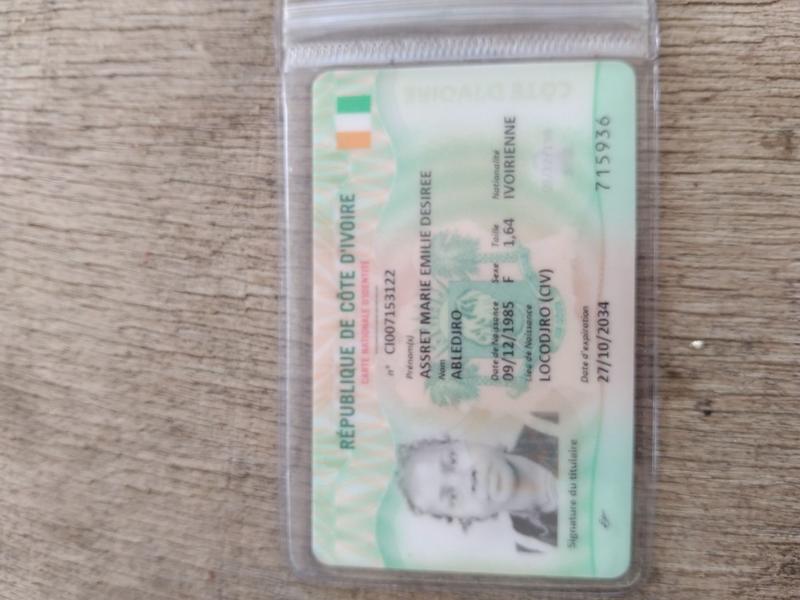 RÉPUBLIQUE DE CÔTE D'IVOIRE
CARTE NATIONALE D'IDENTITÉ
n° CI007153122
Prénom(s)
ASSRET MARIE EMILIE DESIREE
Nom
ABLEDJRO
Date de Naissance Sexe Taille Nationalité
09/12/1985 F 1,64 IVOIRIENNE
Lieu de Naissance
LOCODJRO (CIV)
Date d'expiration
27/10/2034
715936
Signature du titulaire
CÔTE D'IVOIRE